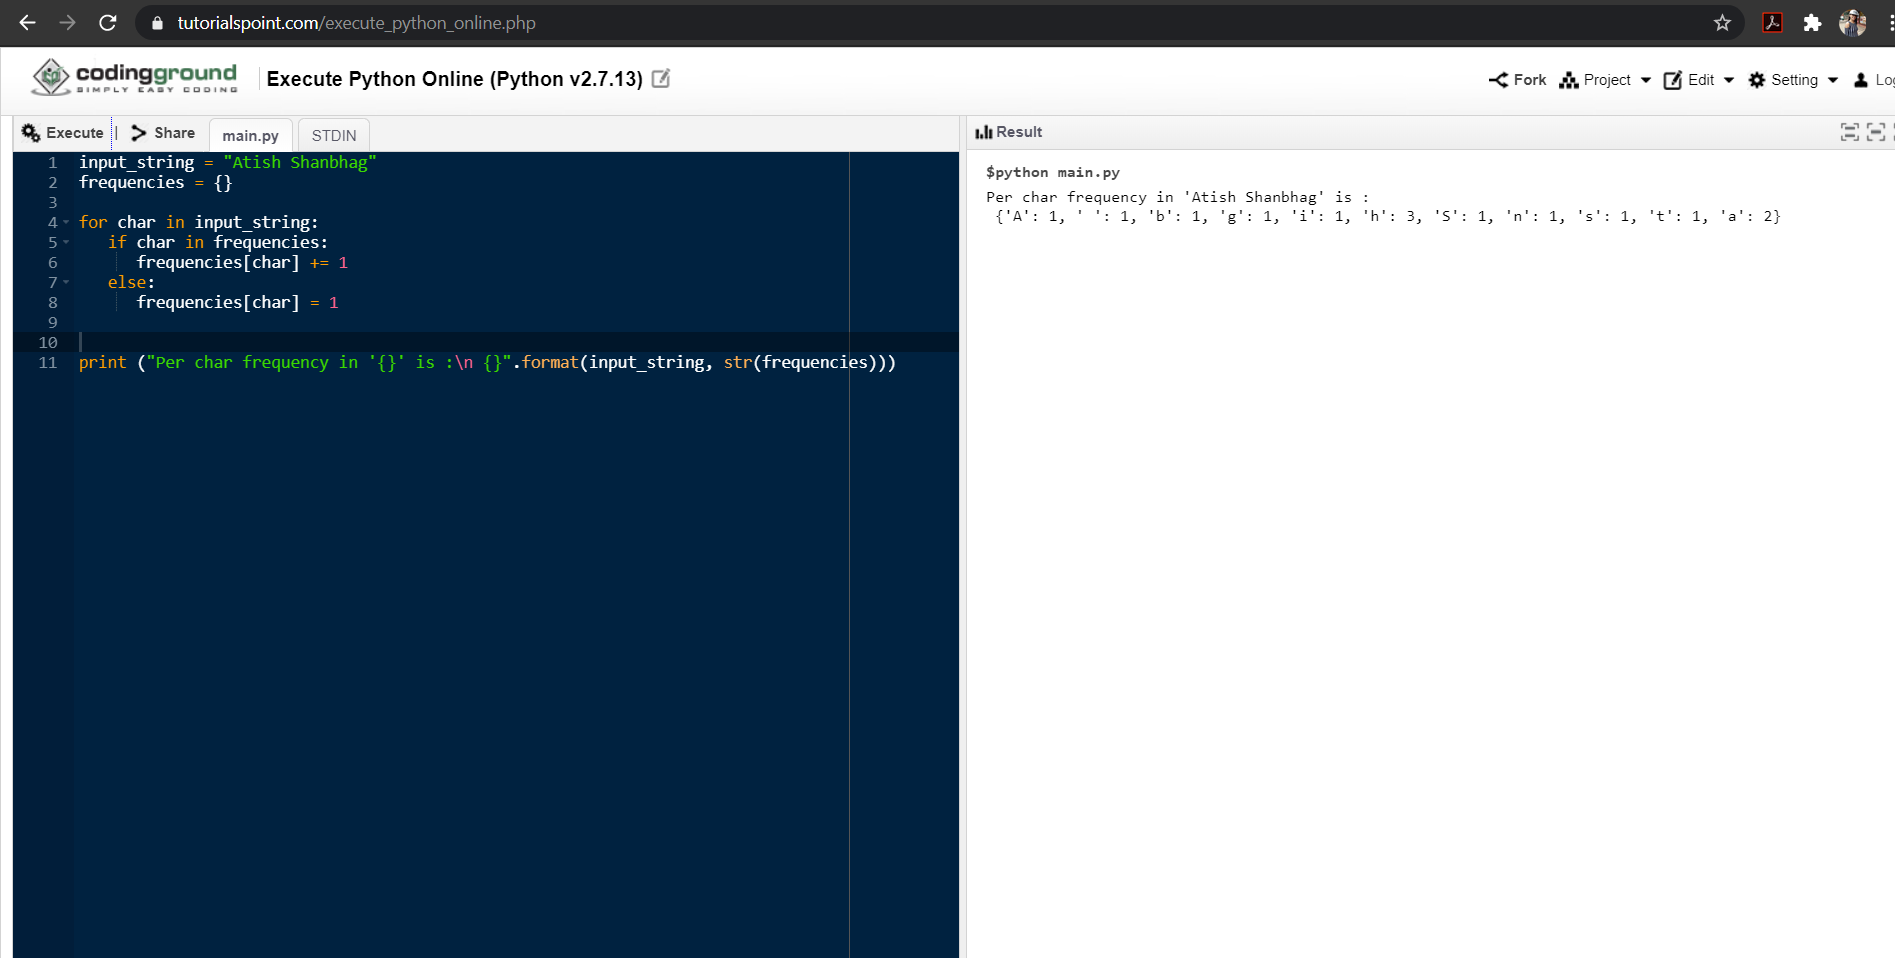 tutorialspoint.com/execute_python_online.php
codingground
SIMPLY EASY CODING
Execute Python Online (Python v2.7.13)
Fork Project Edit Setting Log
Execute | Share main.py STDIN
Result
1 input_string = "Atish Shanbhag"
2 frequencies = {}
3
4 for char in input_string:
5 if char in frequencies:
6 frequencies[char] += 1
7 else:
8 frequencies[char] = 1
9
10
11 print ("Per char frequency in '{}' is :\n {}".format(input_string, str(frequencies)))
$python main.py
Per char frequency in 'Atish Shanbhag' is :
{'A': 1, ' ': 1, 'b': 1, 'g': 1, 'i': 1, 'h': 3, 'S': 1, 'n': 1, 's': 1, 't': 1, 'a': 2}